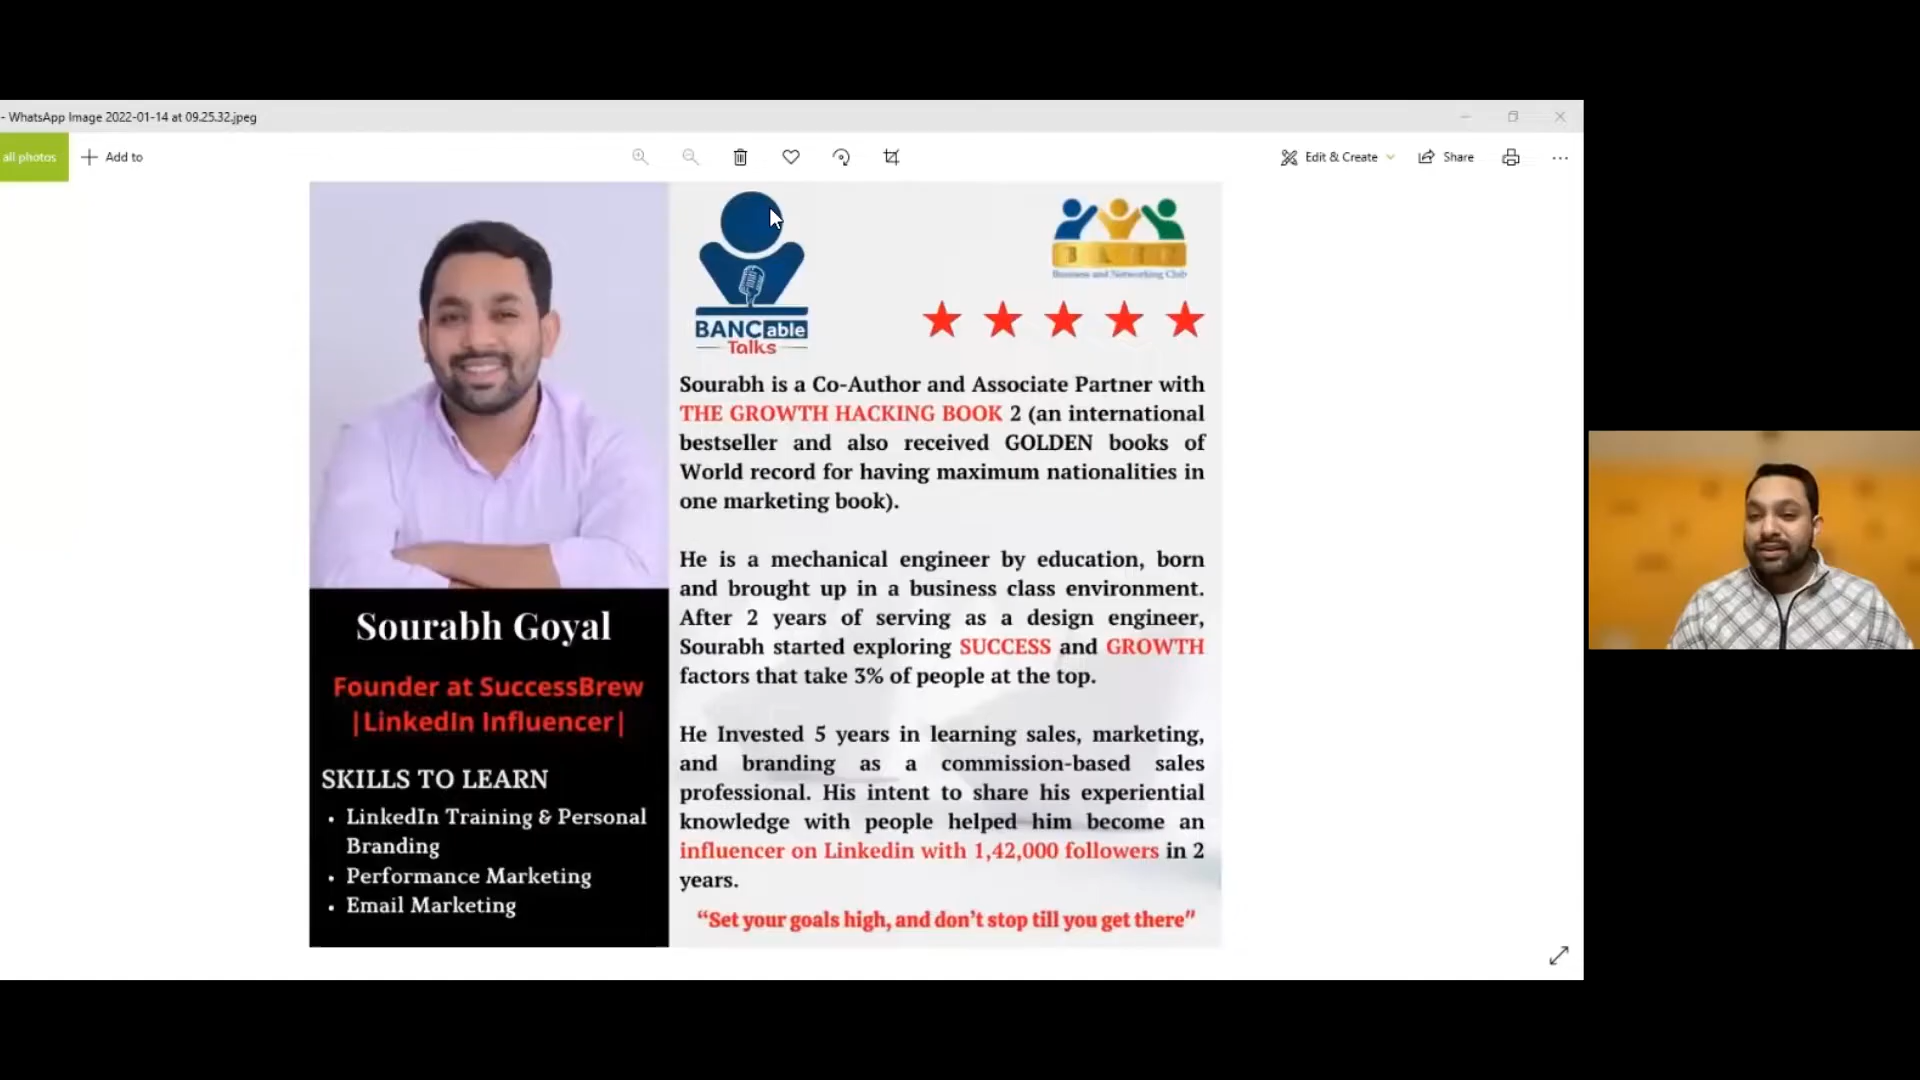 - WhatsApp Image 2022-01-14 at 09.25.32.jpeg
all photos
Add to
Edit & Create
Share
BANCable
Talks
Business and Networking Club
Sourabh is a Co-Author and Associate Partner with
THE GROWTH HACKING BOOK 2 (an international
bestseller and also received GOLDEN books of
World record for having maximum nationalities in
one marketing book).
He is a mechanical engineer by education, born
and brought up in a business class environment.
After 2 years of serving as a design engineer,
Sourabh started exploring SUCCESS and GROWTH
factors that take 3% of people at the top.
He Invested 5 years in learning sales, marketing,
and branding as a commission-based sales
professional. His intent to share his experiential
knowledge with people helped him become an
influencer on Linkedin with 1,42,000 followers in 2
years.
“Set your goals high, and don’t stop till you get there”
Sourabh Goyal
Founder at SuccessBrew
|LinkedIn Influencer|
SKILLS TO LEARN
• LinkedIn Training & Personal
Branding
• Performance Marketing
• Email Marketing